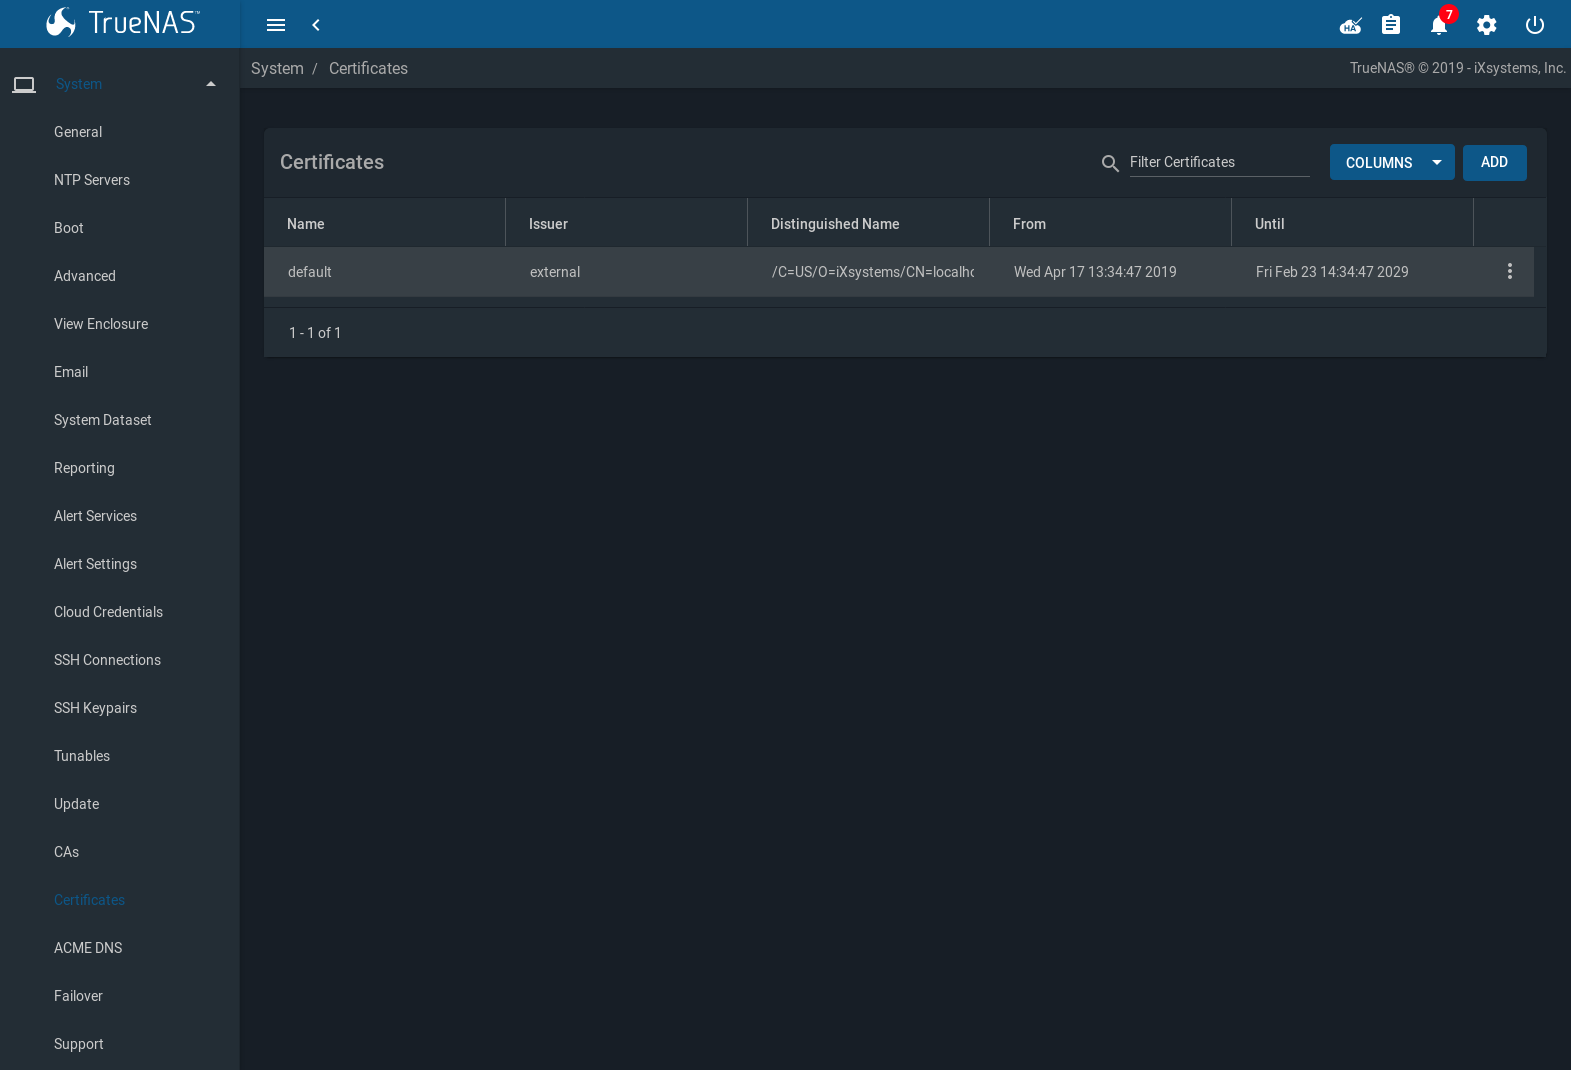 TrueNAS™
HA
7
System / Certificates
TrueNAS® © 2019 - iXsystems, Inc.
System
General
NTP Servers
Boot
Advanced
View Enclosure
Email
System Dataset
Reporting
Alert Services
Alert Settings
Cloud Credentials
SSH Connections
SSH Keypairs
Tunables
Update
CAs
Certificates
ACME DNS
Failover
Support
Certificates
Filter Certificates
COLUMNS
ADD
Name Issuer Distinguished Name From Until
default external /C=US/O=iXsystems/CN=localhc Wed Apr 17 13:34:47 2019 Fri Feb 23 14:34:47 2029
1 - 1 of 1